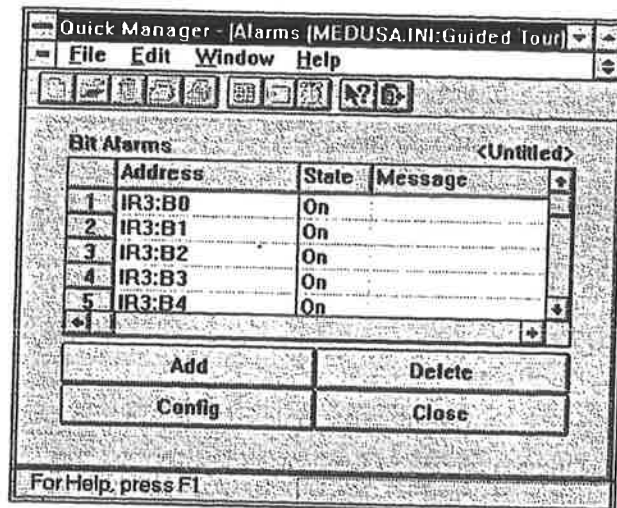 Quick Manager - [Alarms (MEDUSA.INI:Guided Tour)
File Edit Window Help
Bit Alarms <Untitled>
Address State Message
1 IR3:B0 On
2 IR3:B1 On
3 IR3:B2 On
4 IR3:B3 On
5 IR3:B4 On
Add Delete
Config Close
For Help, press F1